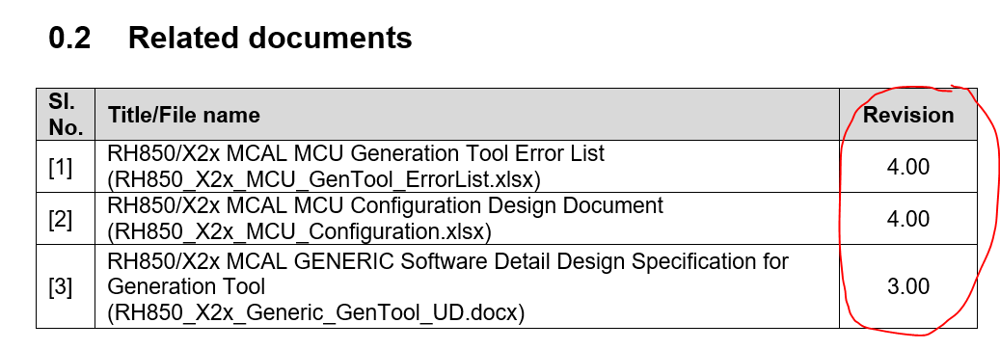 0.2 Related documents
Sl. No. Title/File name Revision
[1] RH850/X2x MCAL MCU Generation Tool Error List
(RH850_X2x_MCU_GenTool_ErrorList.xlsx) 4.00
[2] RH850/X2x MCAL MCU Configuration Design Document
(RH850_X2x_MCU_Configuration.xlsx) 4.00
[3] RH850/X2x MCAL GENERIC Software Detail Design Specification for
Generation Tool 3.00
(RH850_X2x_Generic_GenTool_UD.docx)